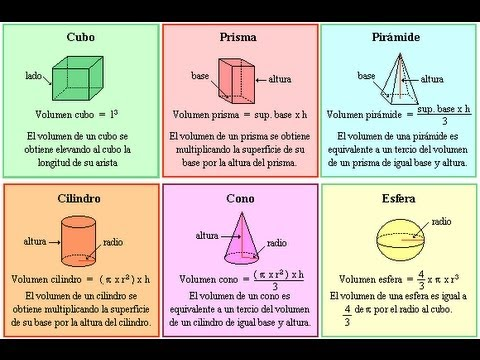 Cubo
lado
Volumen cubo = l³
El volumen de un cubo se
obtiene elevando al cubo la
longitud de su arista
Prisma
base
altura
Volumen prisma = sup. base x h
El volumen de un prisma se obtiene
multiplicando la superficie de su
base por la altura del prisma.
Pirámide
base
altura
Volumen pirámide = sup. base x h / 3
El volumen de una pirámide es
equivalente a un tercio del volumen
de un prisma de igual base y altura.
Cilindro
altura
radio
Volumen cilindro = (π x r²) x h
El volumen de un cilindro se
obtiene multiplicando la superficie
de su base por la altura del cilindro.
Cono
altura
radio
Volumen cono = (π x r²) x h / 3
El volumen de un cono es
equivalente a un tercio del volumen
de un cilindro de igual base y altura.
Esfera
radio
Volumen esfera = 4/3 x π x r³
El volumen de una esfera es igual a
4/3 de π por el radio al cubo.